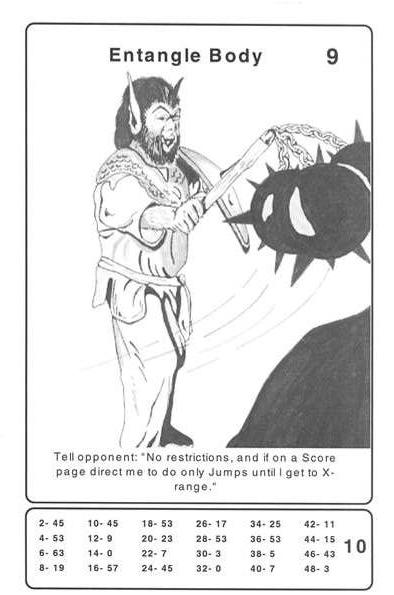 Entangle Body 9
Tell opponent: "No restrictions, and if on a Score
page direct me to do only Jumps until I get to X-
range."
2- 45 10- 45 18- 53 26- 17 34- 25 42- 11
4- 53 12- 9 20- 23 28- 53 36- 53 44- 15
6- 63 14- 0 22- 7 30- 3 38- 5 46- 43
8- 19 16- 57 24- 45 32- 0 40- 7 48- 3
10